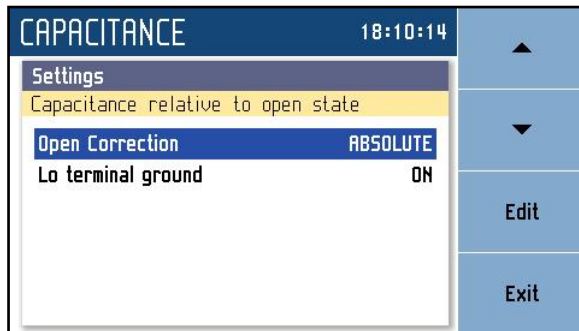 CAPACITANCE 18:10:14
Settings
Capacitance relative to open state
Open Correction ABSOLUTE
Lo terminal ground ON
Edit
Exit